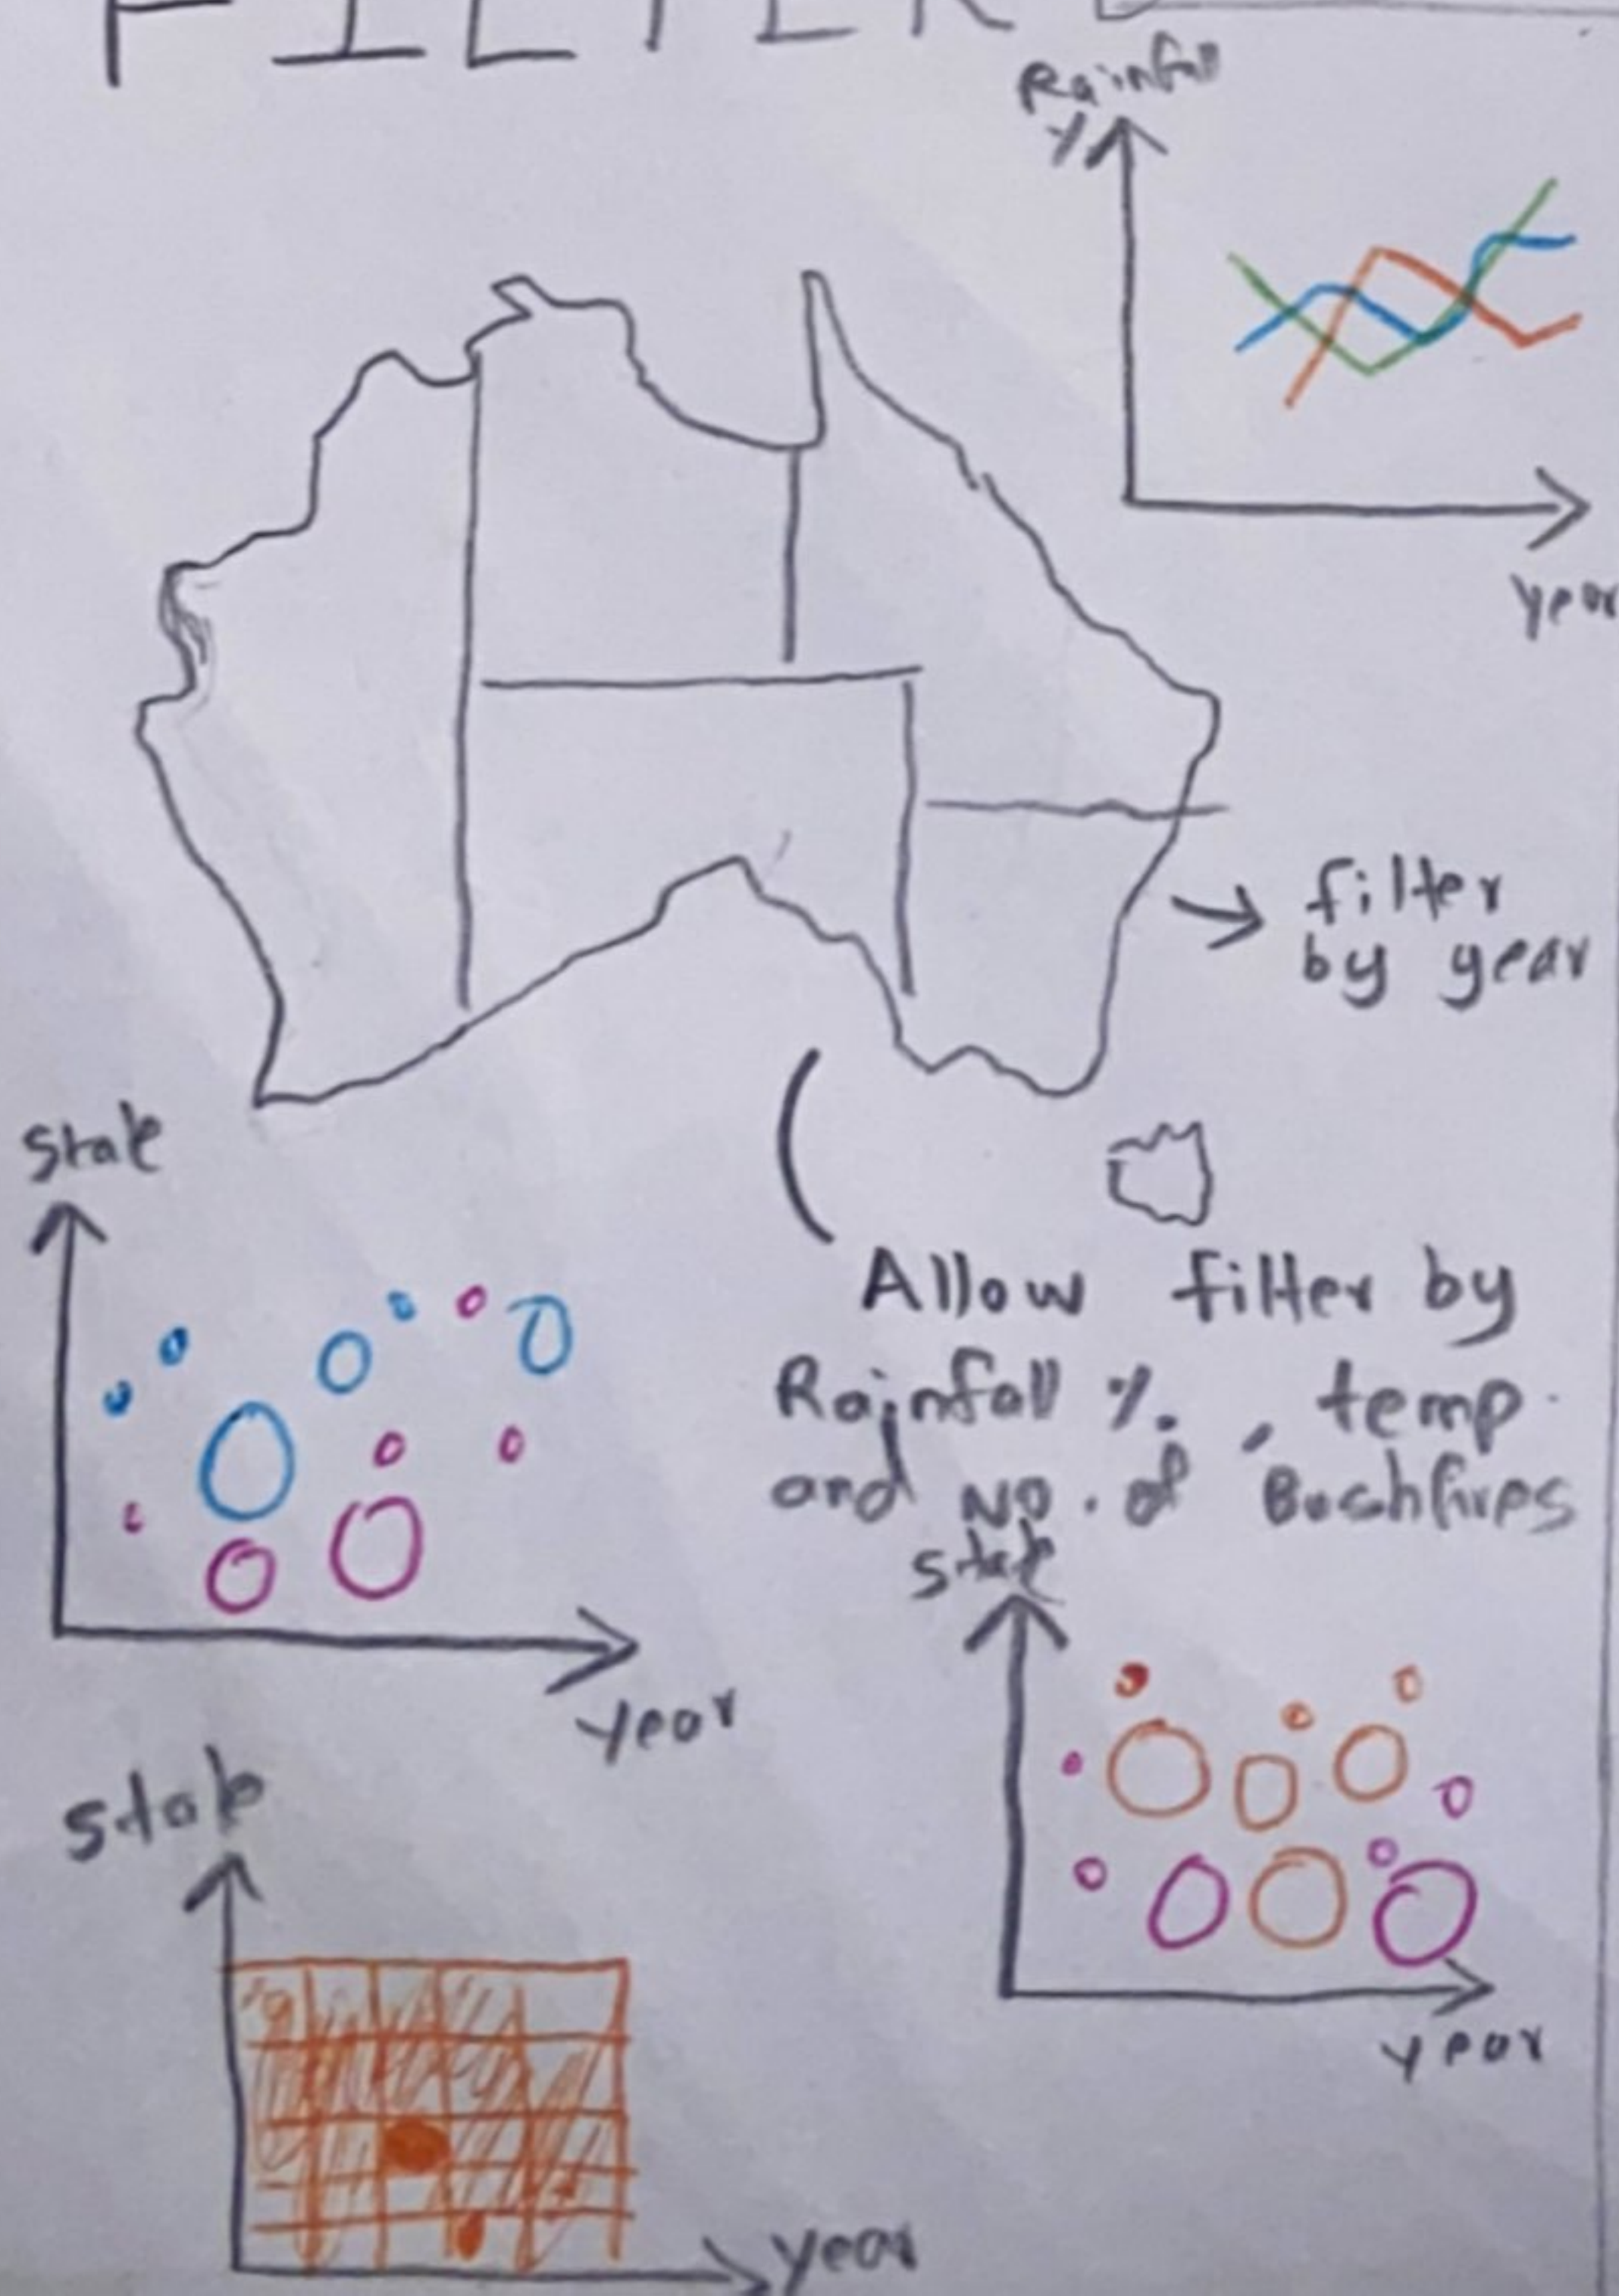 FILTER
Rainfall
Y
year
filter
by year
State
(
Allow filter by
Rainfall %, temp.
and NO. of Bushfires
year
State
state
year
year